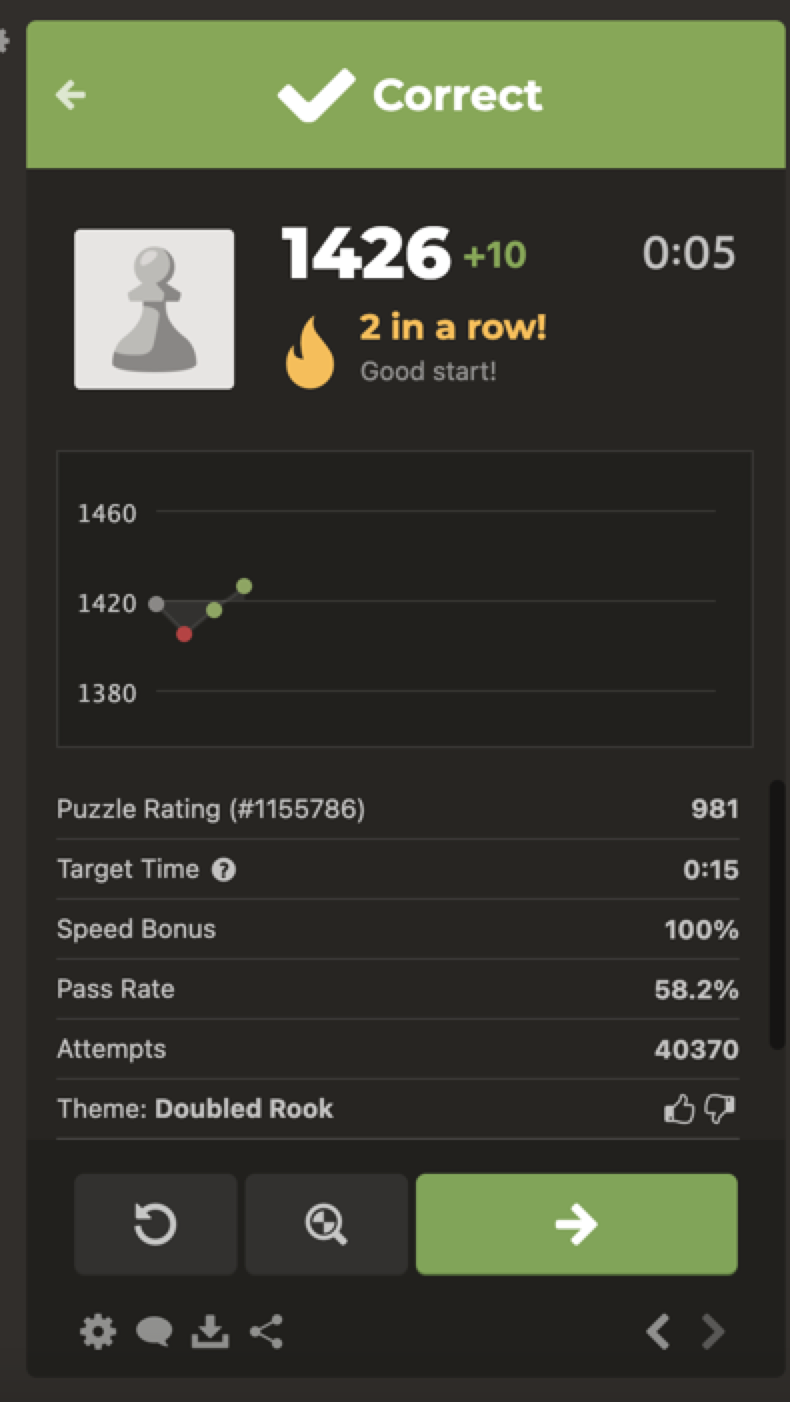 Correct
1426 +10 0:05
2 in a row!
Good start!
1460
1420
1380
Puzzle Rating (#1155786) 981
Target Time ? 0:15
Speed Bonus 100%
Pass Rate 58.2%
Attempts 40370
Theme: Doubled Rook